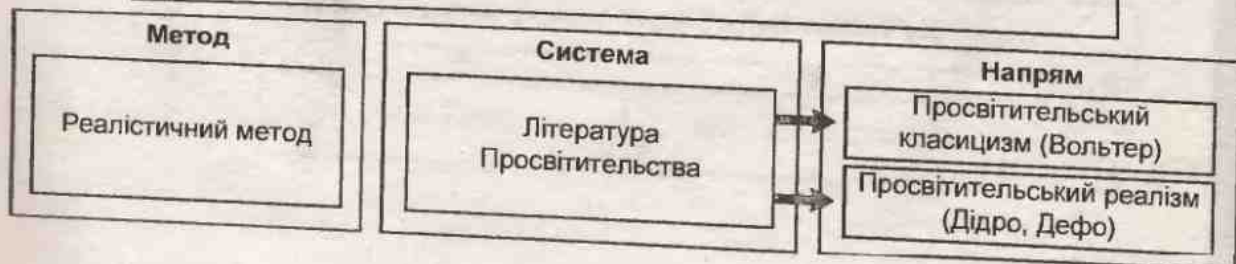 Метод
Реалістичний метод
Система
Література
Просвітительства
Напрям
Просвітительський
класицизм (Вольтер)
Просвітительський реалізм
(Дідро, Дефо)